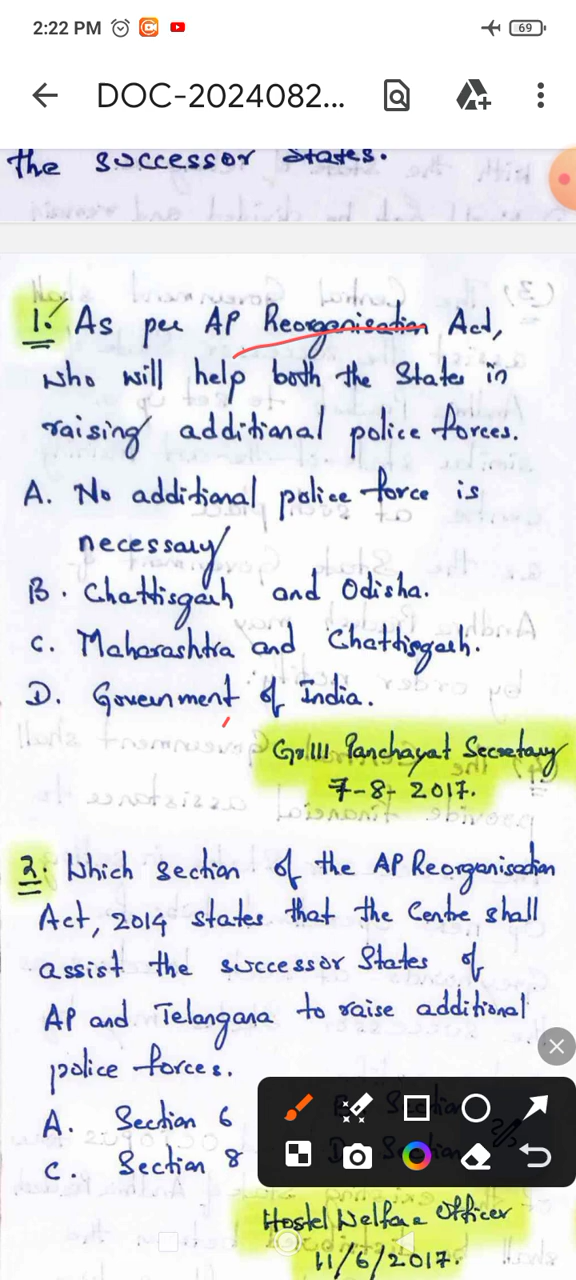 2:22 PM
69
DOC-2024082...
the successor States.
1. As per AP Reorganisation Act,
who will help both the States in
raising additional police forces.
A. No additional police force is
necessary
B. Chattisgarh and Odisha.
C. Maharashtra and Chattisgarh.
D. Government of India.
GrIII Panchayat Secretary
7-8-2017.
2. Which section of the AP Reorganisation
Act, 2014 states that the Centre shall
assist the successor States of
AP and Telangana to raise additional
police forces.
A. Section 6
C. Section 8
Hostel Welfare Officer
11/6/2017.